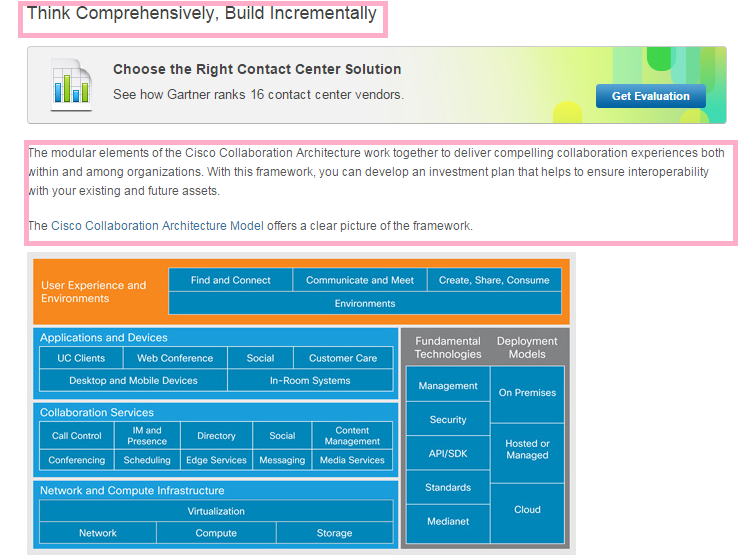 Think Comprehensively, Build Incrementally
Choose the Right Contact Center Solution
See how Gartner ranks 16 contact center vendors.
Get Evaluation
The modular elements of the Cisco Collaboration Architecture work together to deliver compelling collaboration experiences both
within and among organizations. With this framework, you can develop an investment plan that helps to ensure interoperability
with your existing and future assets.
The Cisco Collaboration Architecture Model offers a clear picture of the framework.
User Experience and
Environments
Find and Connect
Communicate and Meet
Create, Share, Consume
Environments
Applications and Devices
UC Clients
Web Conference
Social
Customer Care
Desktop and Mobile Devices
In-Room Systems
Collaboration Services
Call Control
IM and
Presence
Directory
Social
Content
Management
Conferencing
Scheduling
Edge Services
Messaging
Media Services
Network and Compute Infrastructure
Virtualization
Network
Compute
Storage
Fundamental
Technologies
Management
Security
API/SDK
Standards
Medianet
Deployment
Models
On Premises
Hosted or
Managed
Cloud